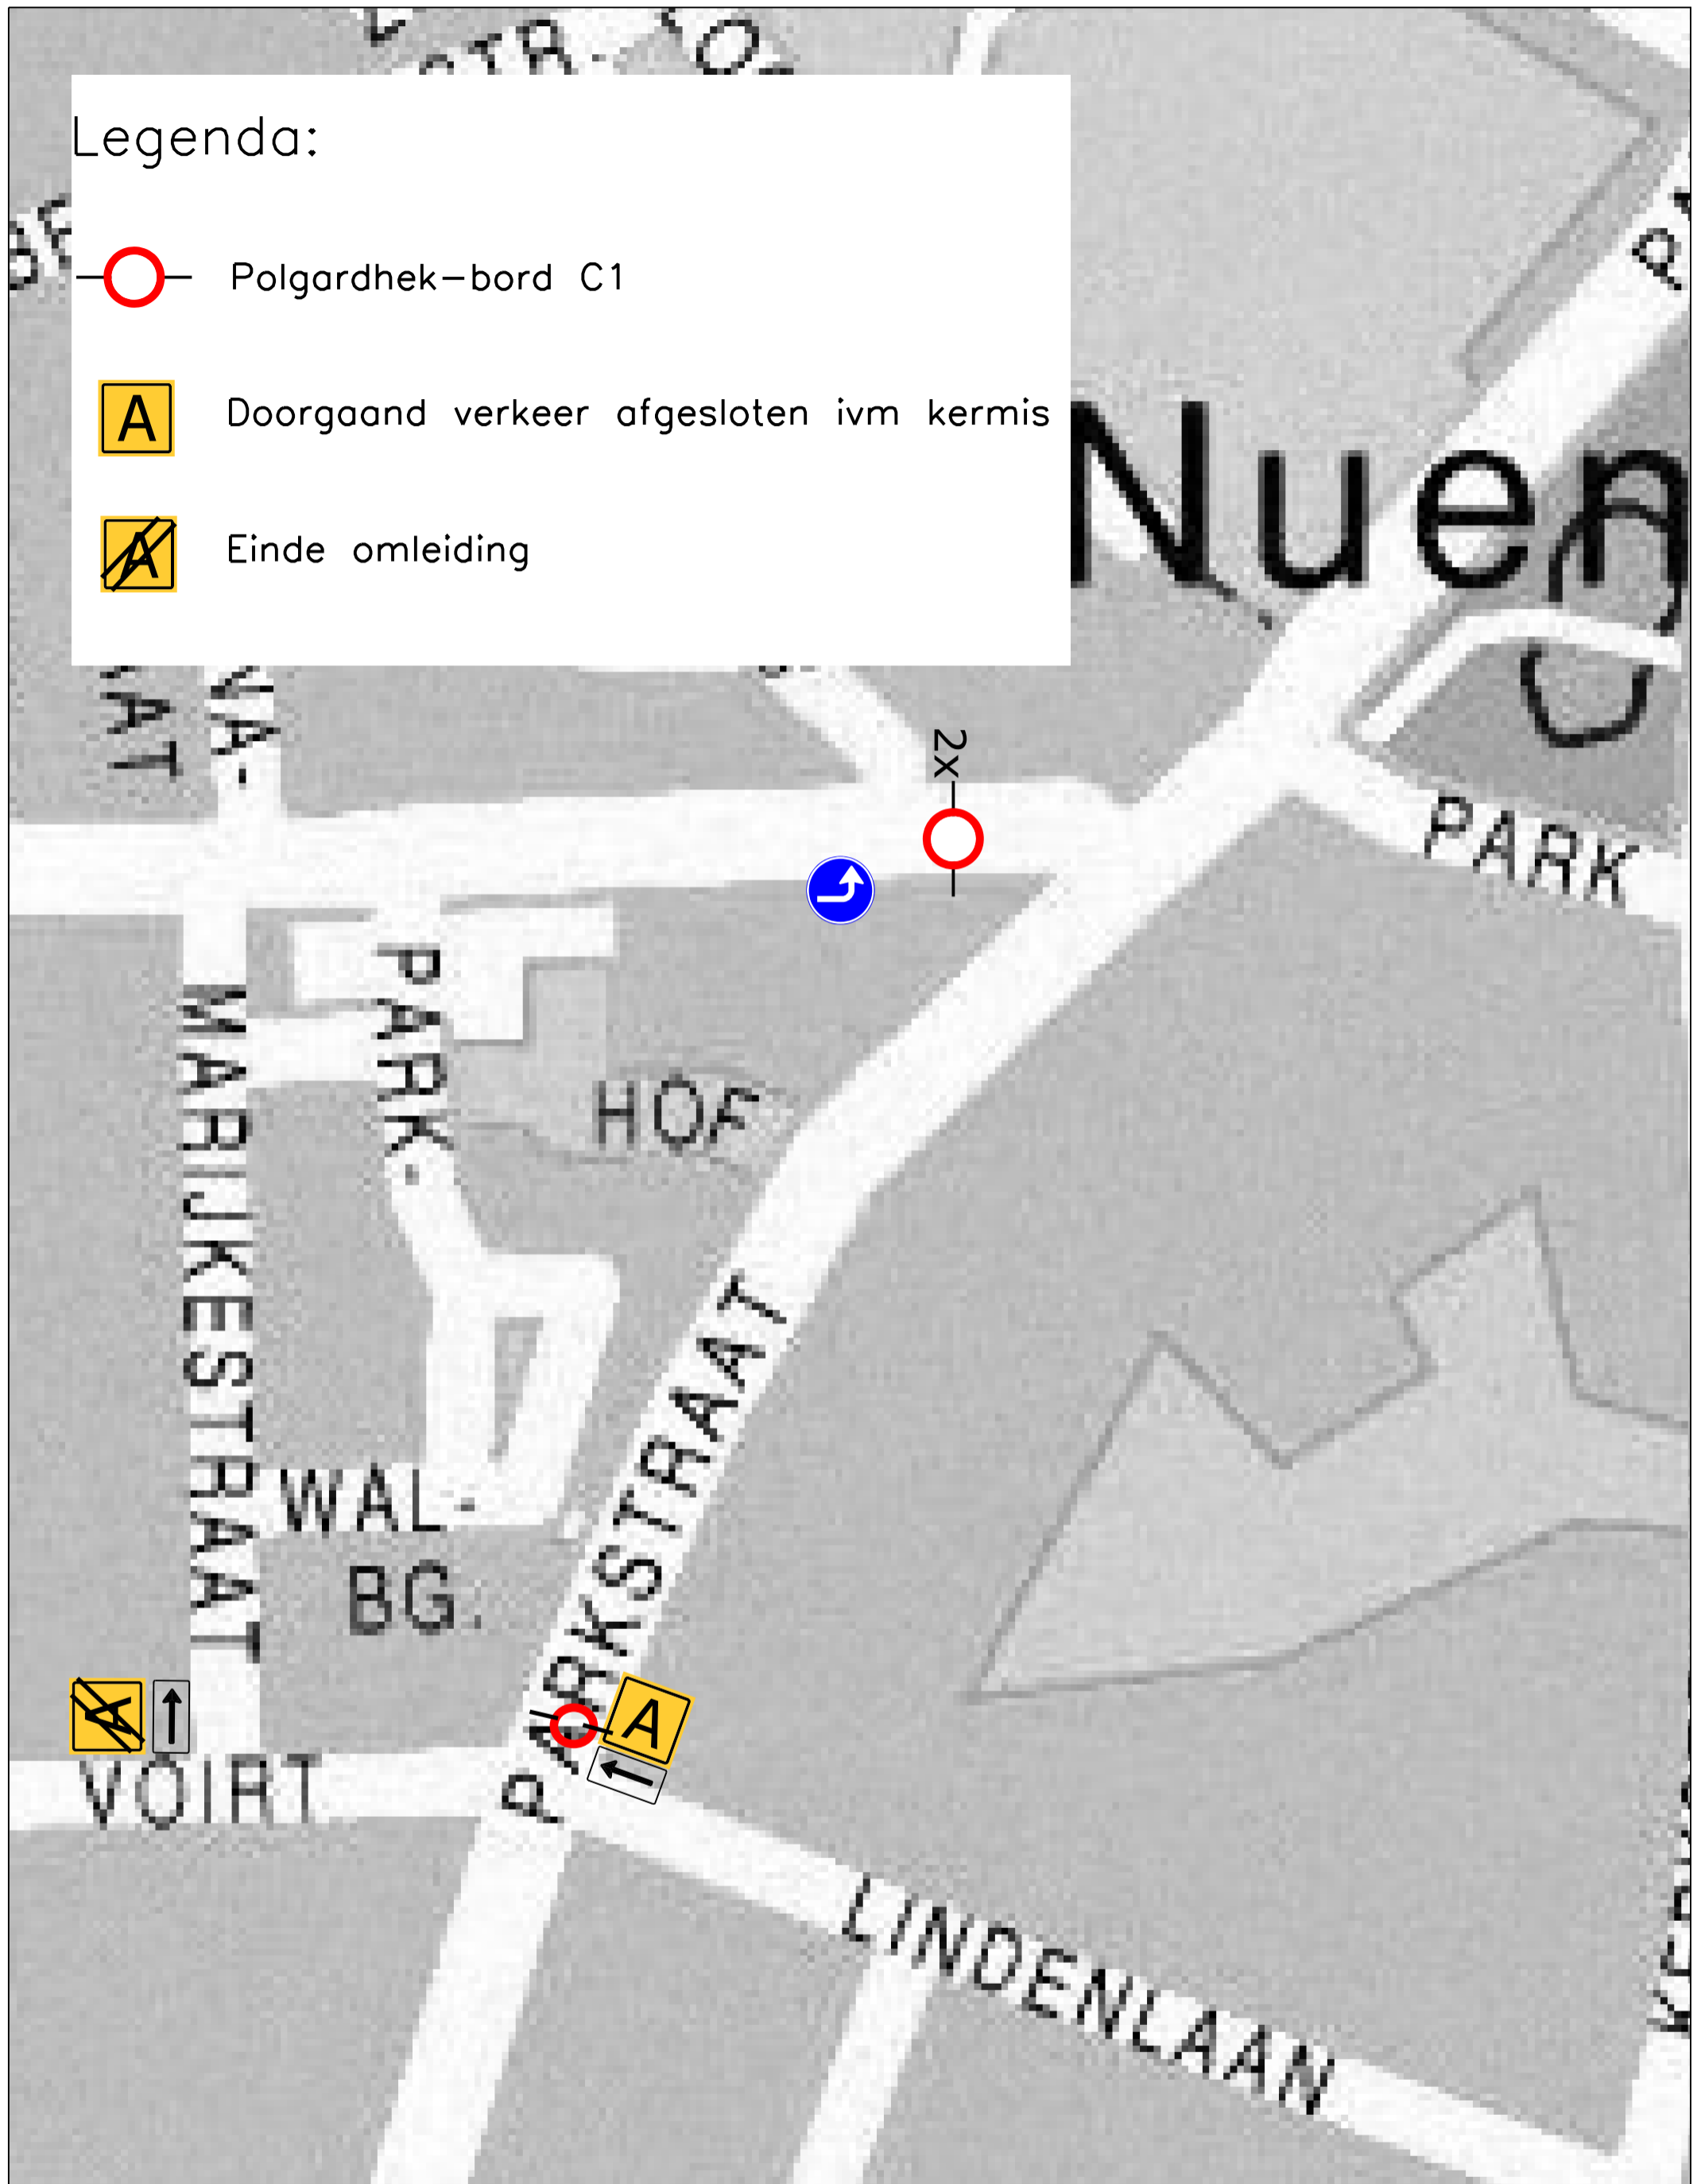 STR.
Legenda:
Polgardhek-bord C1
A
Doorgaand verkeer afgesloten ivm kermis
A
Einde omleiding
Nuen
2x
PARK
PARK-
HOF
MARIJKESTRAAT
PARKSTRAAT
WAL-
BG.
A
A
VOIRT
LINDENLAAN